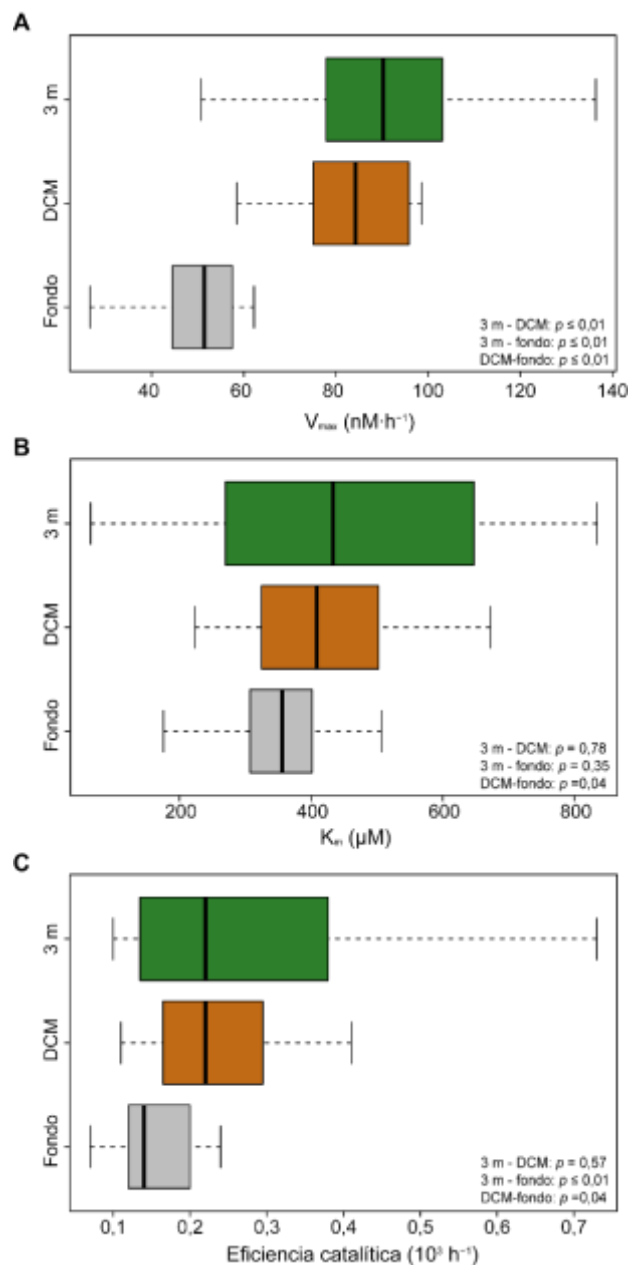 A
3 m
DCM
Fondo
3 m - DCM: p ≤ 0,01
3 m - fondo: p ≤ 0,01
DCM-fondo: p ≤ 0,01
40 60 80 100 120 140
Vmax (nM·h⁻¹)
B
3 m
DCM
Fondo
3 m - DCM: p = 0,78
3 m - fondo: p = 0,35
DCM-fondo: p =0,04
200 400 600 800
Km (µM)
C
3 m
DCM
Fondo
3 m - DCM: p = 0,57
3 m - fondo: p ≤ 0,01
DCM-fondo: p =0,04
0,1 0,2 0,3 0,4 0,5 0,6 0,7
Eficiencia catalítica (10³ h⁻¹)